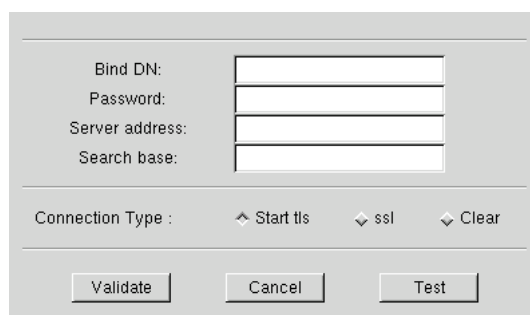 Bind DN:
Password:
Server address:
Search base:
Connection Type : Start tls ssl Clear
Validate Cancel Test